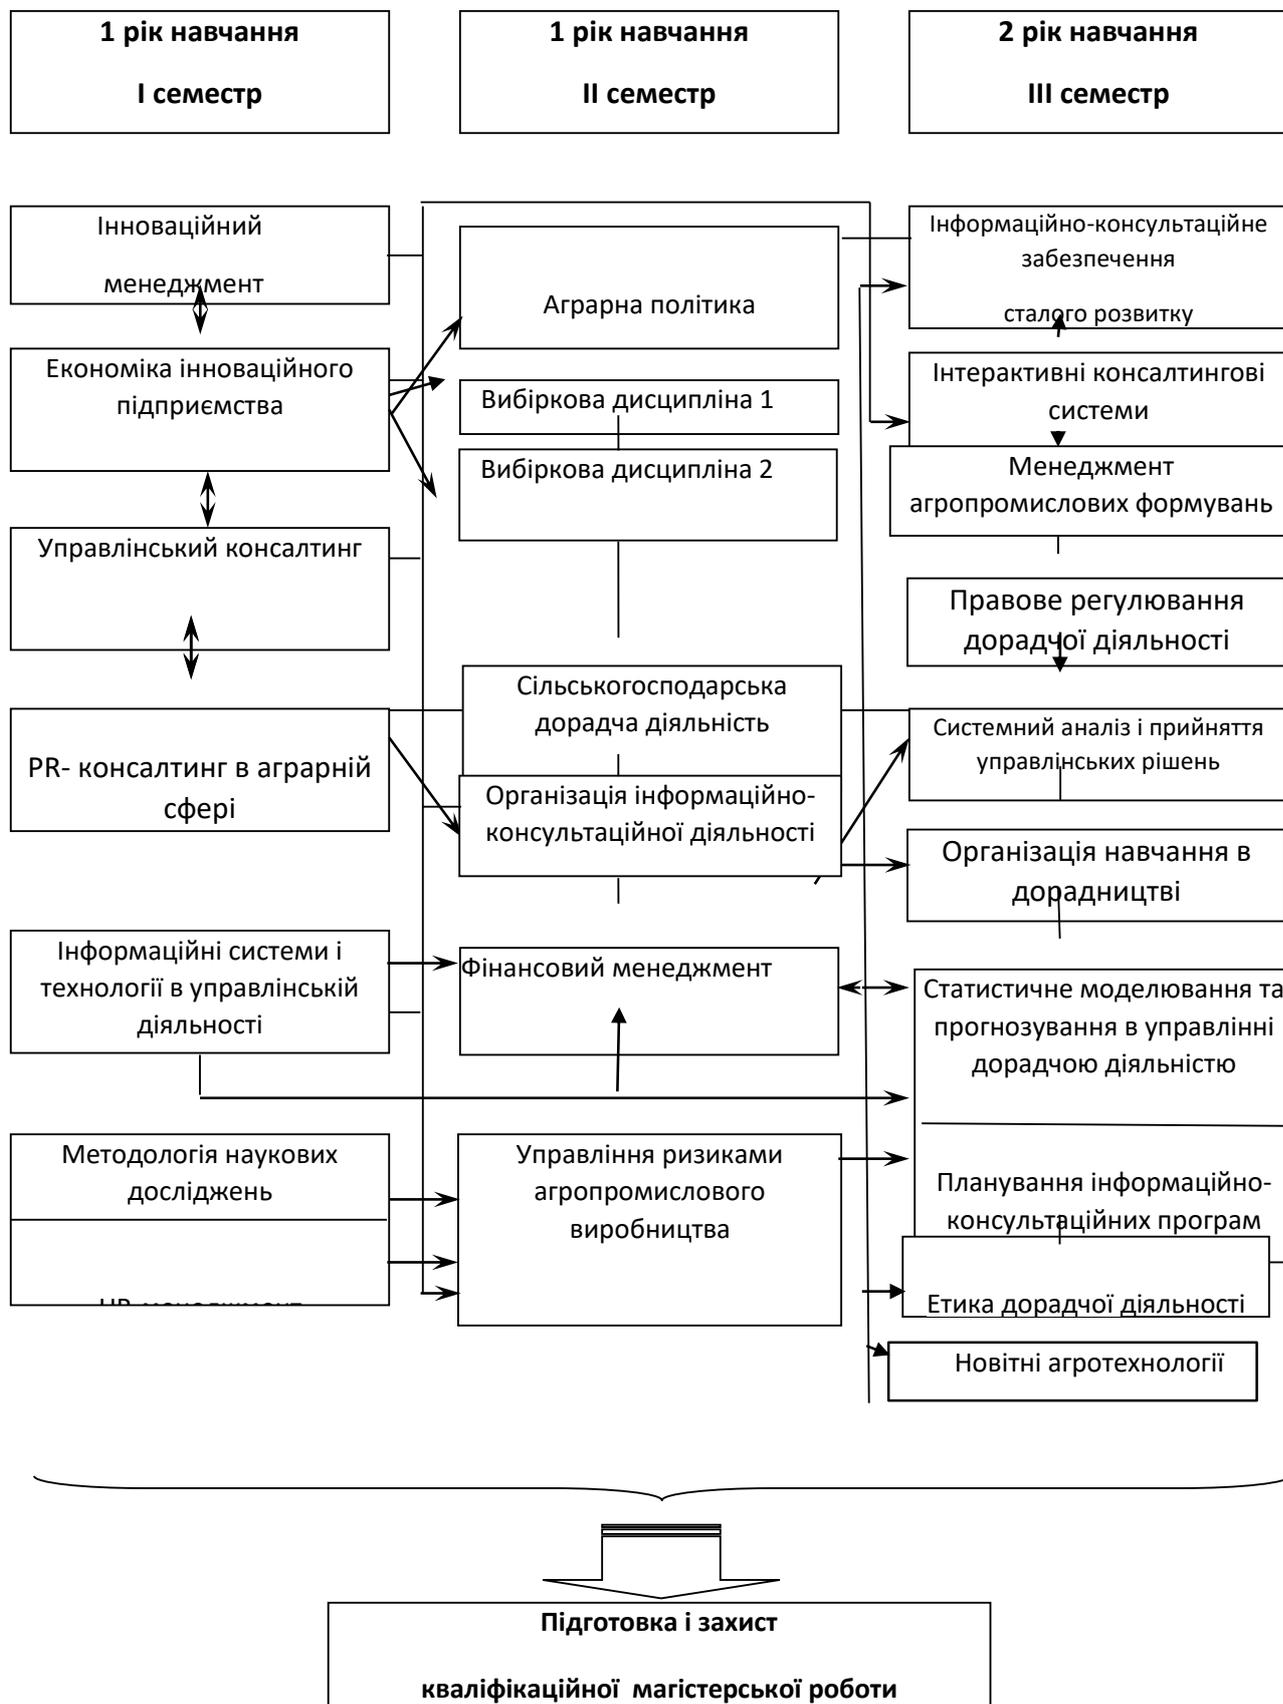 1 рік навчання
І семестр
1 рік навчання
ІІ семестр
2 рік навчання
ІІІ семестр
Інноваційний
менеджмент
Економіка інноваційного
підприємства
Управлінський консалтинг
PR- консалтинг в аграрній
сфері
Інформаційні системи і
технології в управлінській
діяльності
Методологія наукових
досліджень
HR-менеджмент
Аграрна політика
Вибіркова дисципліна 1
Вибіркова дисципліна 2
Сільськогосподарська
дорадча діяльність
Організація інформаційно-
консультаційної діяльності
Фінансовий менеджмент
Управління ризиками
агропромислового
виробництва
Інформаційно-консультаційне
забезпечення
сталого розвитку
Інтерактивні консалтингові
системи
Менеджмент
агропромислових формувань
Правове регулювання
дорадчої діяльності
Системний аналіз і прийняття
управлінських рішень
Організація навчання в
дорадництві
Статистичне моделювання та
прогнозування в управлінні
дорадчою діяльністю
Планування інформаційно-
консультаційних програм
Етика дорадчої діяльності
Новітні агротехнології
Підготовка і захист
кваліфікаційної магістерської роботи